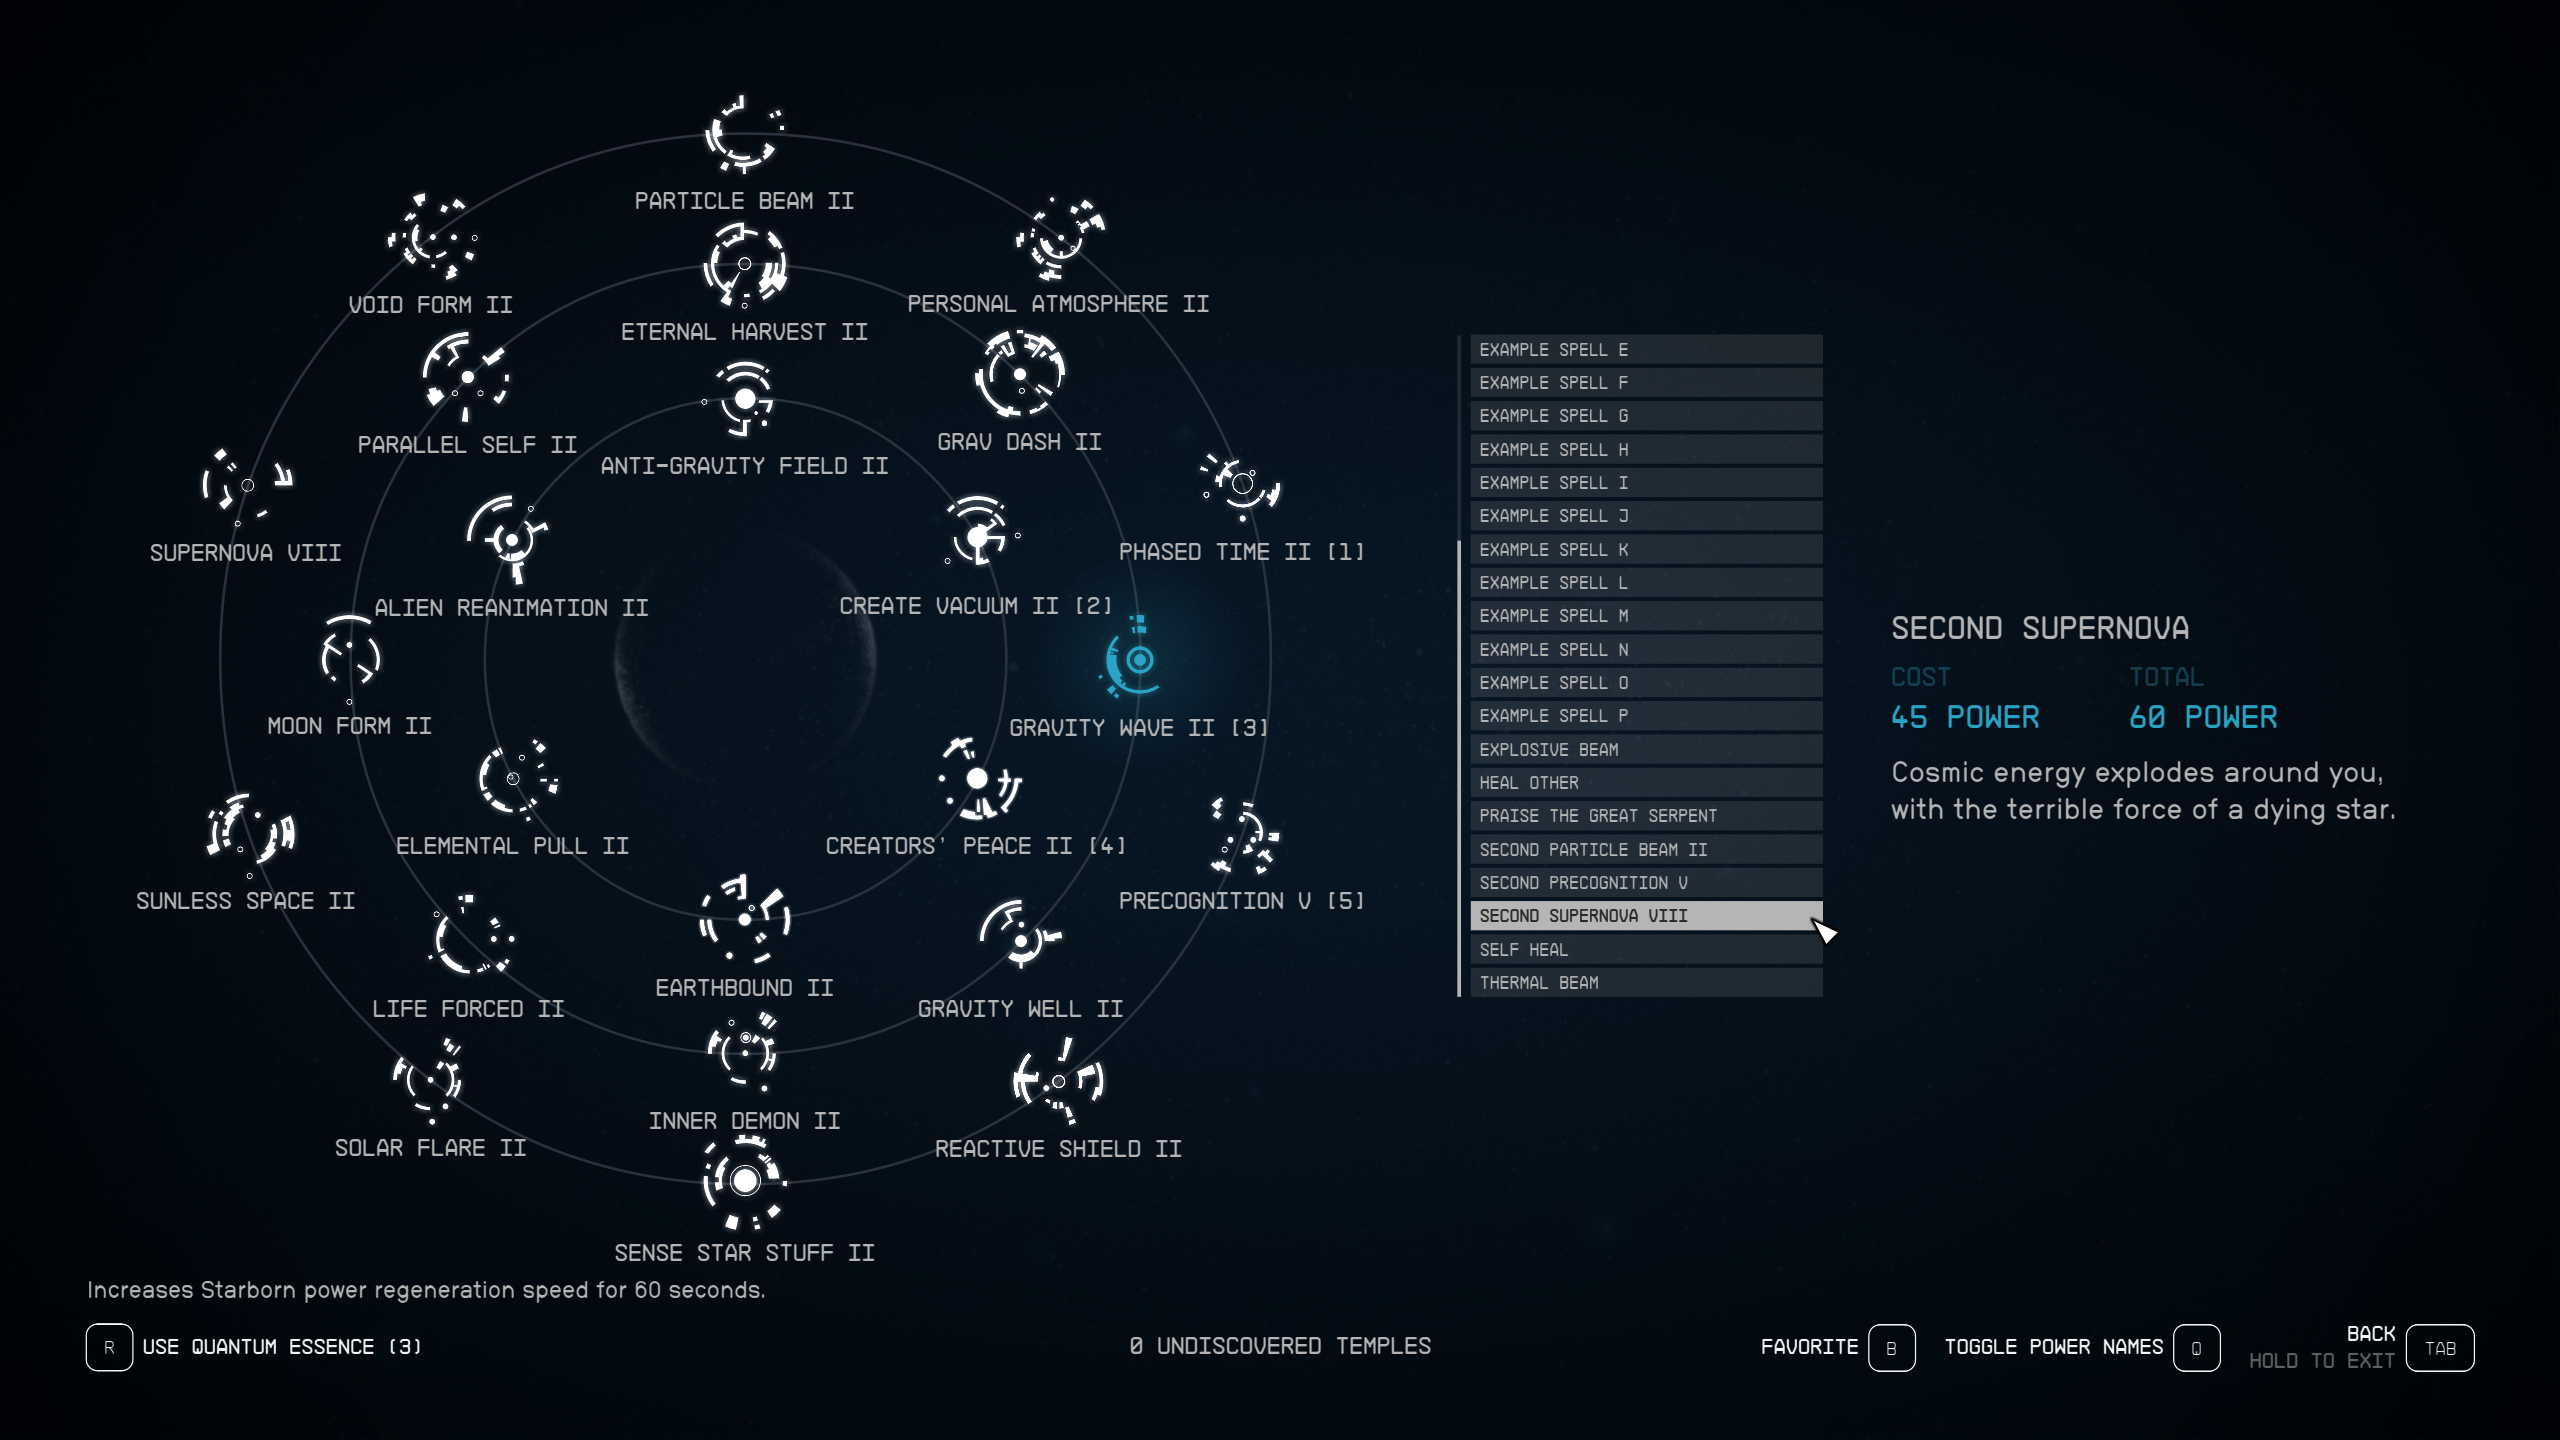 PARTICLE BEAM II
VOID FORM II
PERSONAL ATMOSPHERE II
ETERNAL HARVEST II
PARALLEL SELF II
GRAV DASH II
ANTI-GRAVITY FIELD II
SUPERNOVA VIII
PHASED TIME II [1]
ALIEN REANIMATION II
CREATE VACUUM II [2]
MOON FORM II
GRAVITY WAVE II [3]
ELEMENTAL PULL II
CREATORS' PEACE II [4]
SUNLESS SPACE II
PRECOGNITION V [5]
EARTHBOUND II
LIFE FORCED II
GRAVITY WELL II
INNER DEMON II
SOLAR FLARE II
REACTIVE SHIELD II
SENSE STAR STUFF II
EXAMPLE SPELL E
EXAMPLE SPELL F
EXAMPLE SPELL G
EXAMPLE SPELL H
EXAMPLE SPELL I
EXAMPLE SPELL J
EXAMPLE SPELL K
EXAMPLE SPELL L
EXAMPLE SPELL M
EXAMPLE SPELL N
EXAMPLE SPELL O
EXAMPLE SPELL P
EXPLOSIVE BEAM
HEAL OTHER
PRAISE THE GREAT SERPENT
SECOND PARTICLE BEAM II
SECOND PRECOGNITION V
SECOND SUPERNOVA VIII
SELF HEAL
THERMAL BEAM
SECOND SUPERNOVA
COST TOTAL
45 POWER 60 POWER
Cosmic energy explodes around you,
with the terrible force of a dying star.
Increases Starborn power regeneration speed for 60 seconds.
R USE QUANTUM ESSENCE (3)
0 UNDISCOVERED TEMPLES
FAVORITE B
TOGGLE POWER NAMES Q
BACK
HOLD TO EXIT
TAB